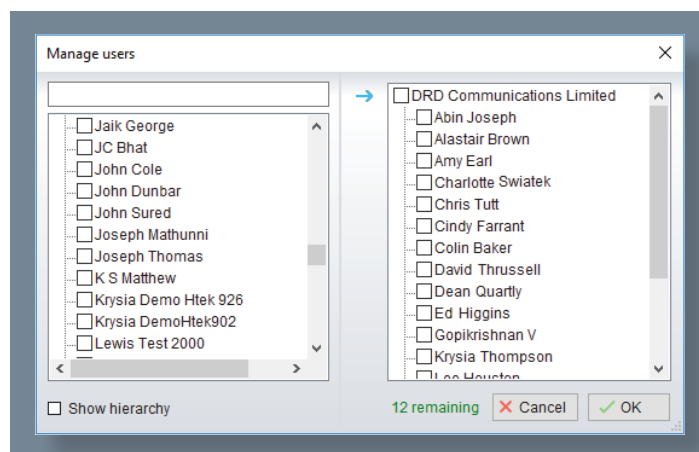 Manage users
Jaik George
JC Bhat
John Cole
John Dunbar
John Sured
Joseph Mathunni
Joseph Thomas
K S Matthew
Krysia Demo Htek 926
Krysia DemoHtek902
Lewis Test 2000
Show hierarchy
DRD Communications Limited
Abin Joseph
Alastair Brown
Amy Earl
Charlotte Swiatek
Chris Tutt
Cindy Farrant
Colin Baker
David Thrussell
Dean Quartly
Ed Higgins
Gopikrishnan V
Krysia Thompson
Lee Houston
12 remaining
Cancel
OK